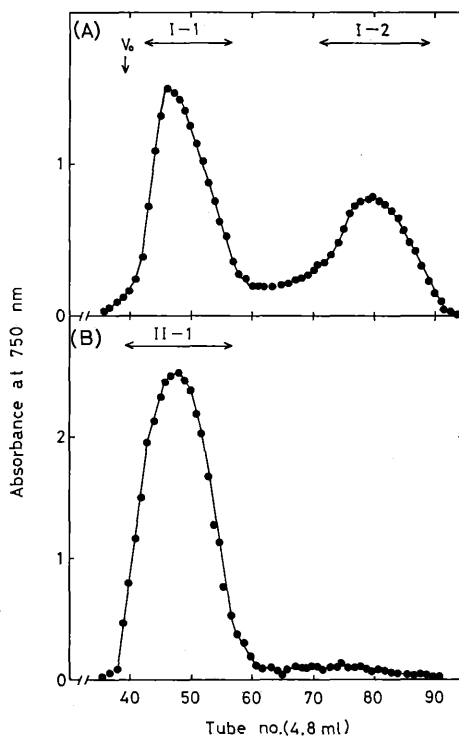 (A)
I-1
I-2
V₀
1
0
(B)
II-1
2
1
0
Absorbance at 750 nm
40 50 60 70 80 90
Tube no.(4.8 ml)